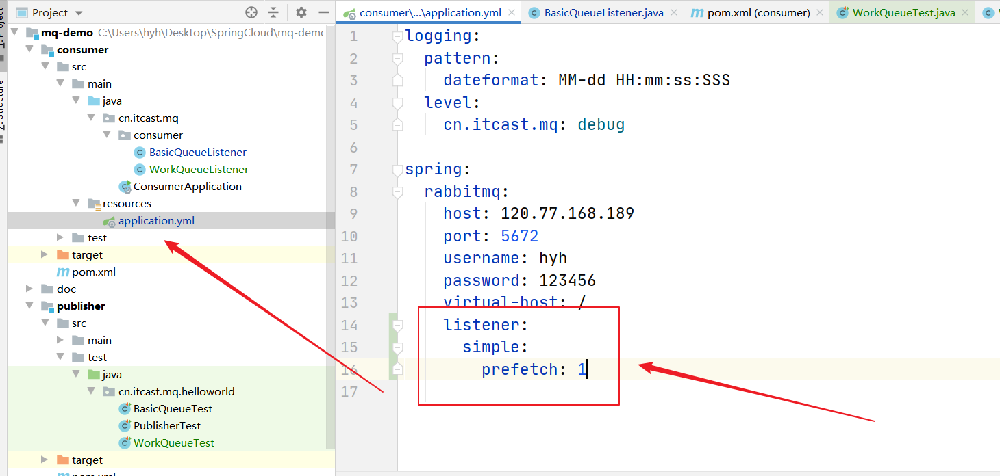 Project
mq-demo C:\Users\hyh\Desktop\SpringCloud\mq-demo
consumer
src
main
java
cn.itcast.mq
consumer
BasicQueueListener
WorkQueueListener
ConsumerApplication
resources
application.yml
test
target
pom.xml
doc
publisher
src
main
test
java
cn.itcast.mq.helloworld
BasicQueueTest
PublisherTest
WorkQueueTest
target
pom.xml
consumer\...\application.yml
BasicQueueListener.java
pom.xml (consumer)
WorkQueueTest.java
1 logging:
2 pattern:
3 dateformat: MM-dd HH:mm:ss:SSS
4 level:
5 cn.itcast.mq: debug
6
7 spring:
8 rabbitmq:
9 host: 120.77.168.189
10 port: 5672
11 username: hyh
12 password: 123456
13 virtual-host: /
14 listener:
15 simple:
16 prefetch: 1
17